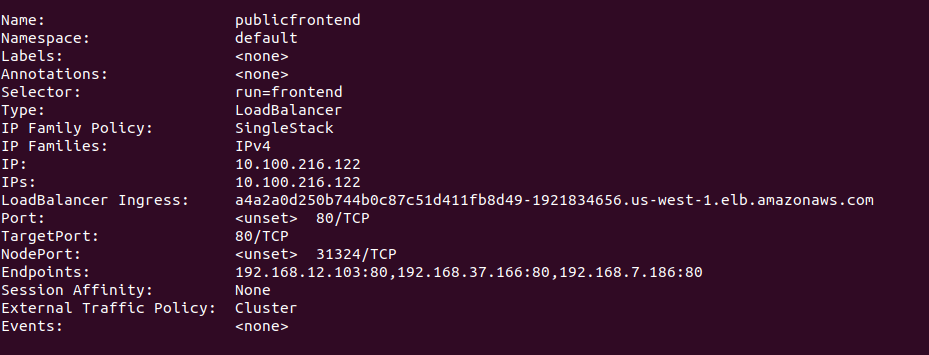 Name: publicfrontend
Namespace: default
Labels: <none>
Annotations: <none>
Selector: run=frontend
Type: LoadBalancer
IP Family Policy: SingleStack
IP Families: IPv4
IP: 10.100.216.122
IPs: 10.100.216.122
LoadBalancer Ingress: a4a2a0d250b744b0c87c51d411fb8d49-1921834656.us-west-1.elb.amazonaws.com
Port: <unset> 80/TCP
TargetPort: 80/TCP
NodePort: <unset> 31324/TCP
Endpoints: 192.168.12.103:80,192.168.37.166:80,192.168.7.186:80
Session Affinity: None
External Traffic Policy: Cluster
Events: <none>